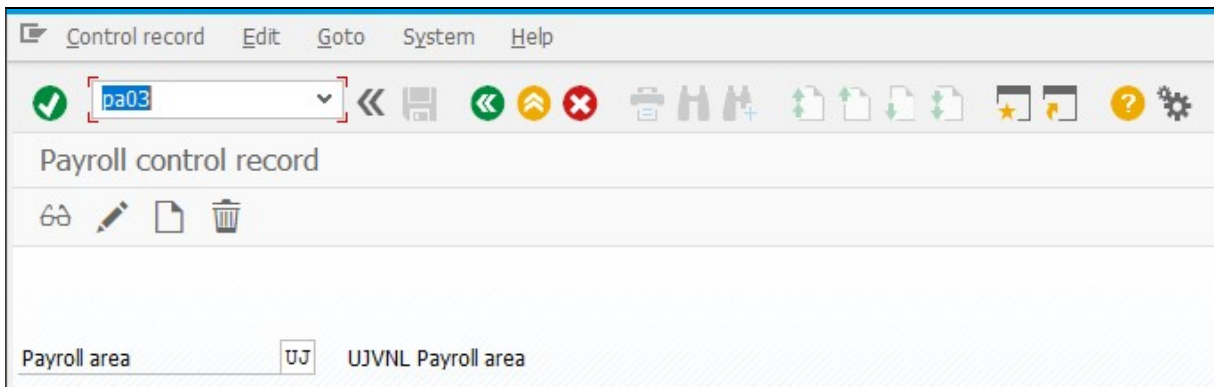 Control record Edit Goto System Help
pa03
Payroll control record
Payroll area UJ UJVNL Payroll area